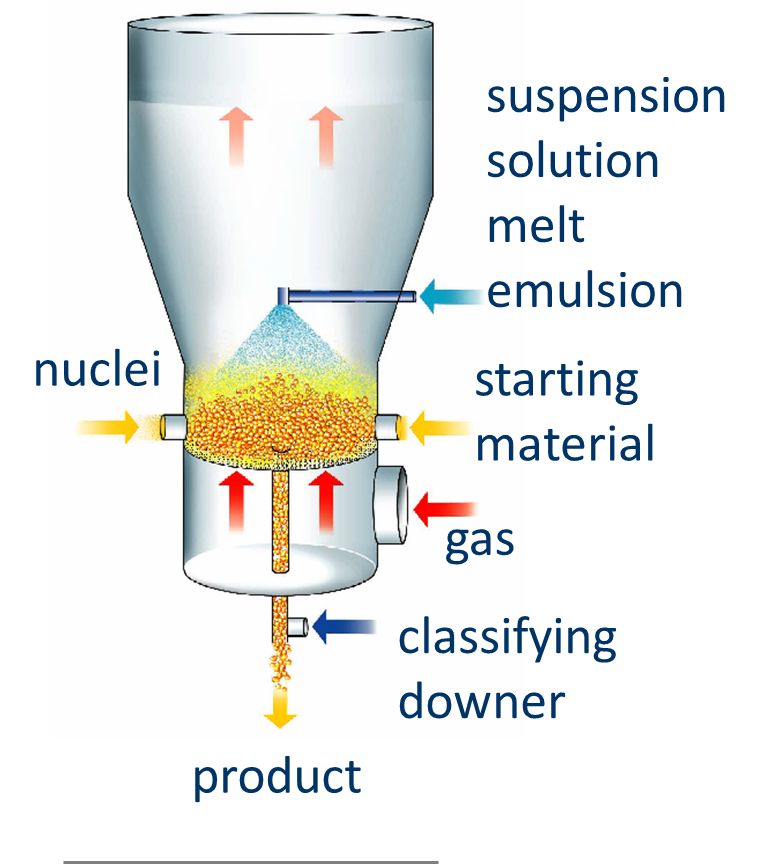 suspension
solution
melt
emulsion
nuclei
starting
material
gas
classifying
downer
product